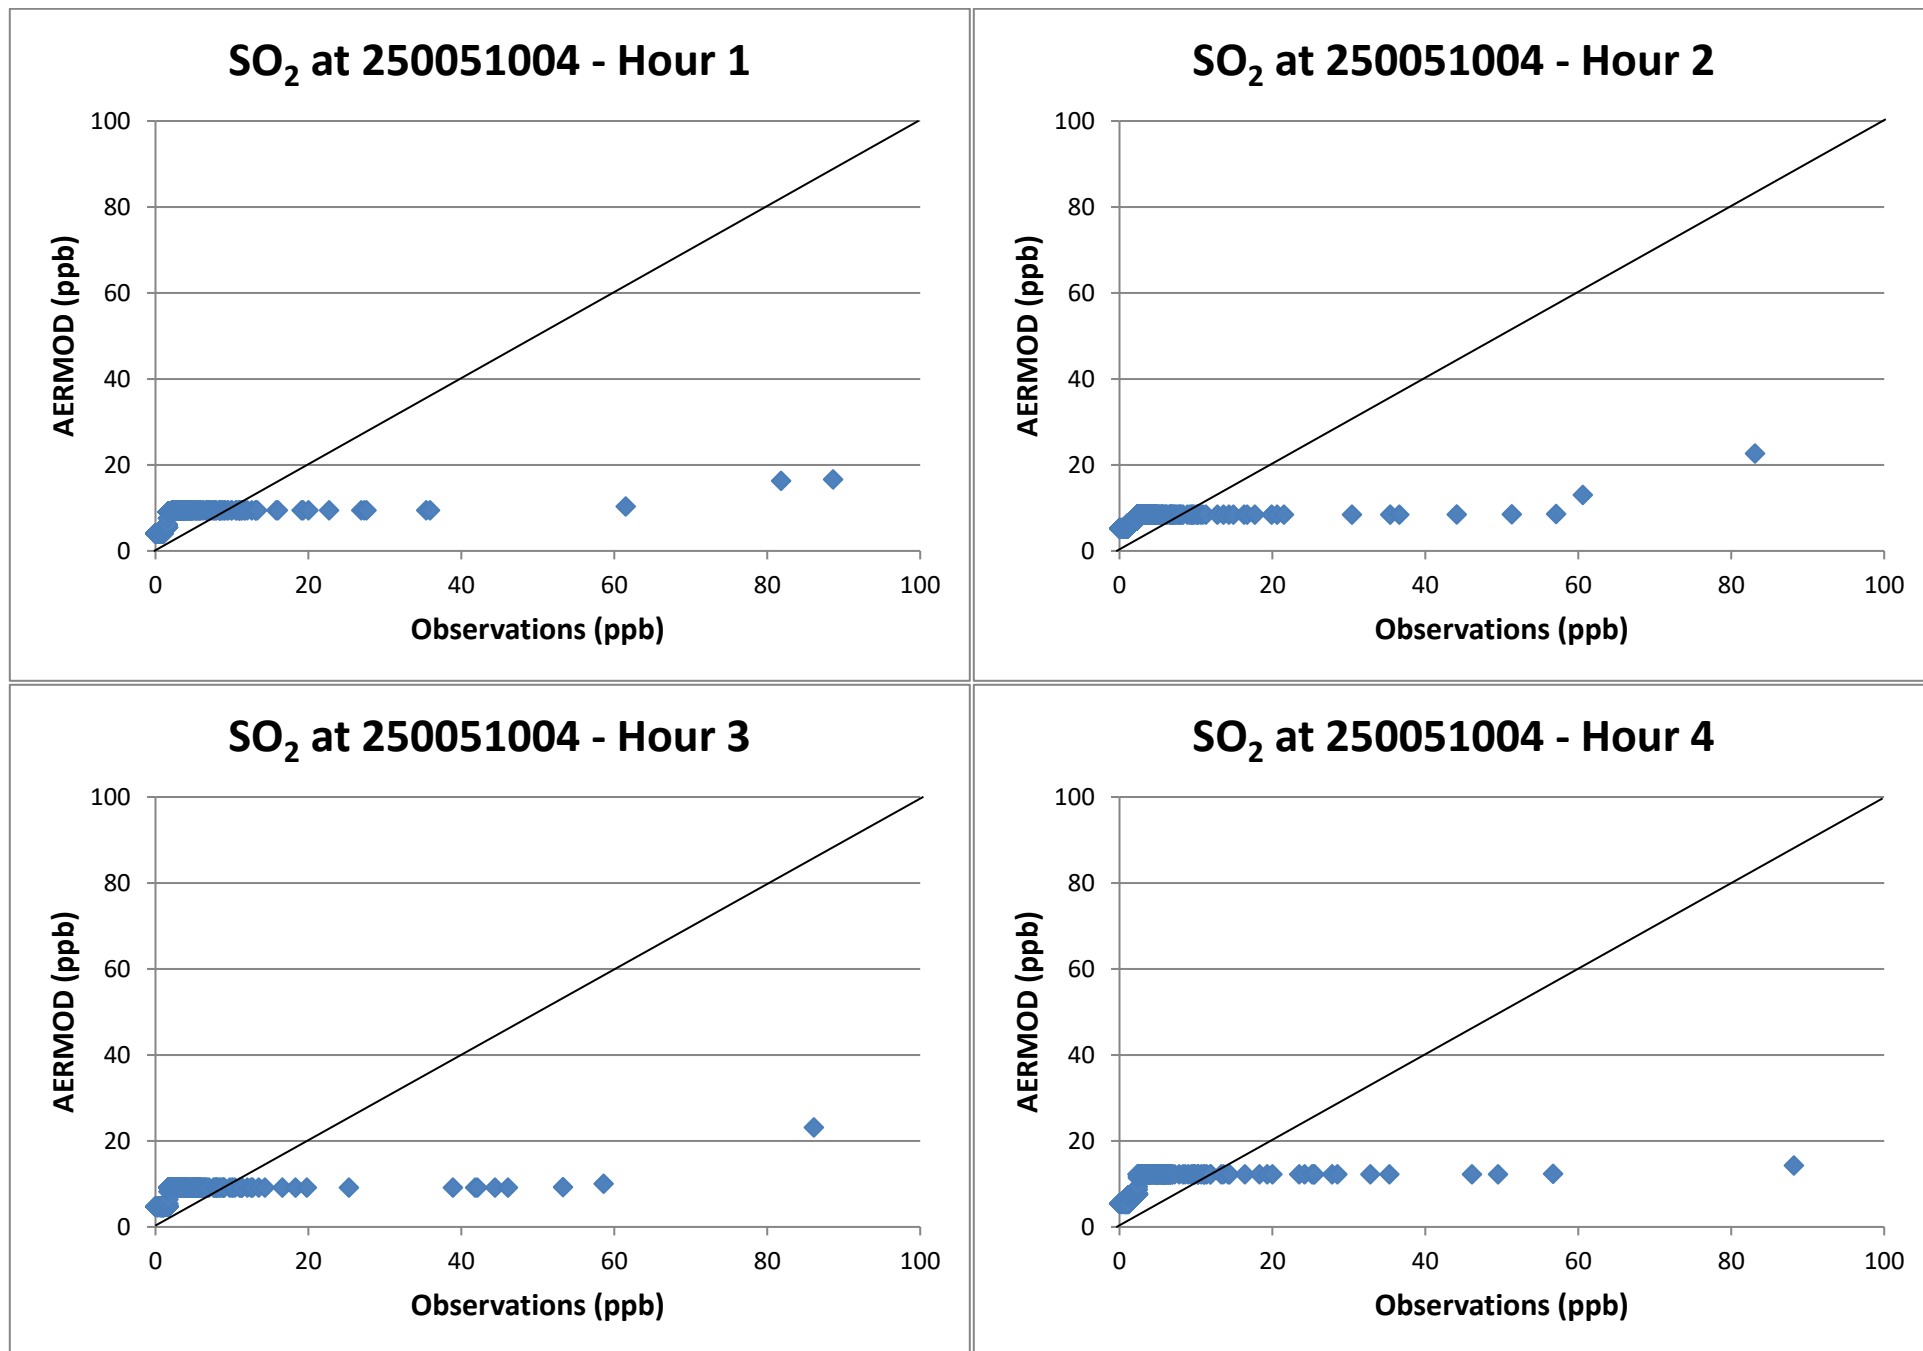 SO2 at 250051004 - Hour 1
100
80
60
40
20
0
AERMOD (ppb)
0 20 40 60 80 100
Observations (ppb)
SO2 at 250051004 - Hour 2
100
80
60
40
20
0
AERMOD (ppb)
0 20 40 60 80 100
Observations (ppb)
SO2 at 250051004 - Hour 3
100
80
60
40
20
0
AERMOD (ppb)
0 20 40 60 80 100
Observations (ppb)
SO2 at 250051004 - Hour 4
100
80
60
40
20
0
AERMOD (ppb)
0 20 40 60 80 100
Observations (ppb)